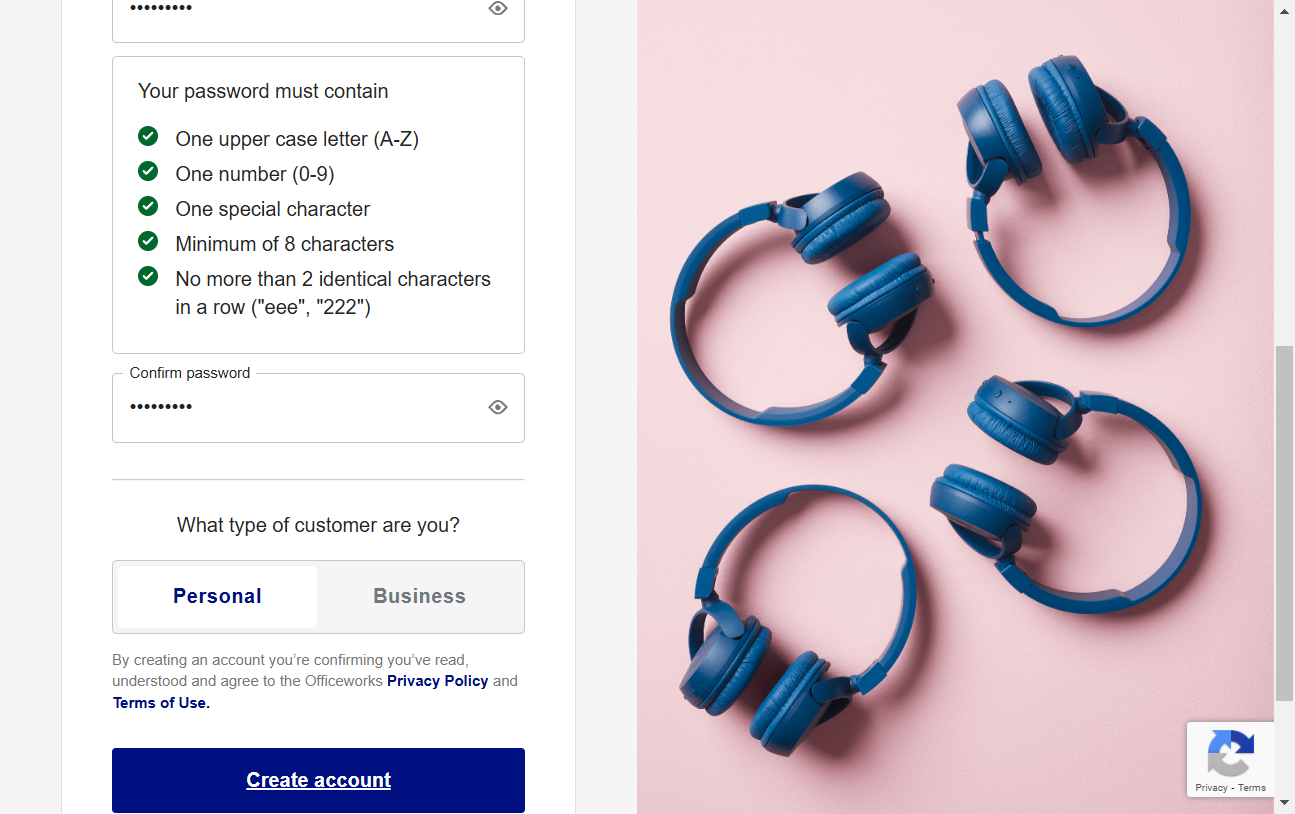 •••••••••
Your password must contain
One upper case letter (A-Z)
One number (0-9)
One special character
Minimum of 8 characters
No more than 2 identical characters
in a row ("eee", "222")
Confirm password
•••••••••
What type of customer are you?
Personal
Business
By creating an account you’re confirming you’ve read,
understood and agree to the Officeworks Privacy Policy and
Terms of Use.
Create account
Privacy - Terms